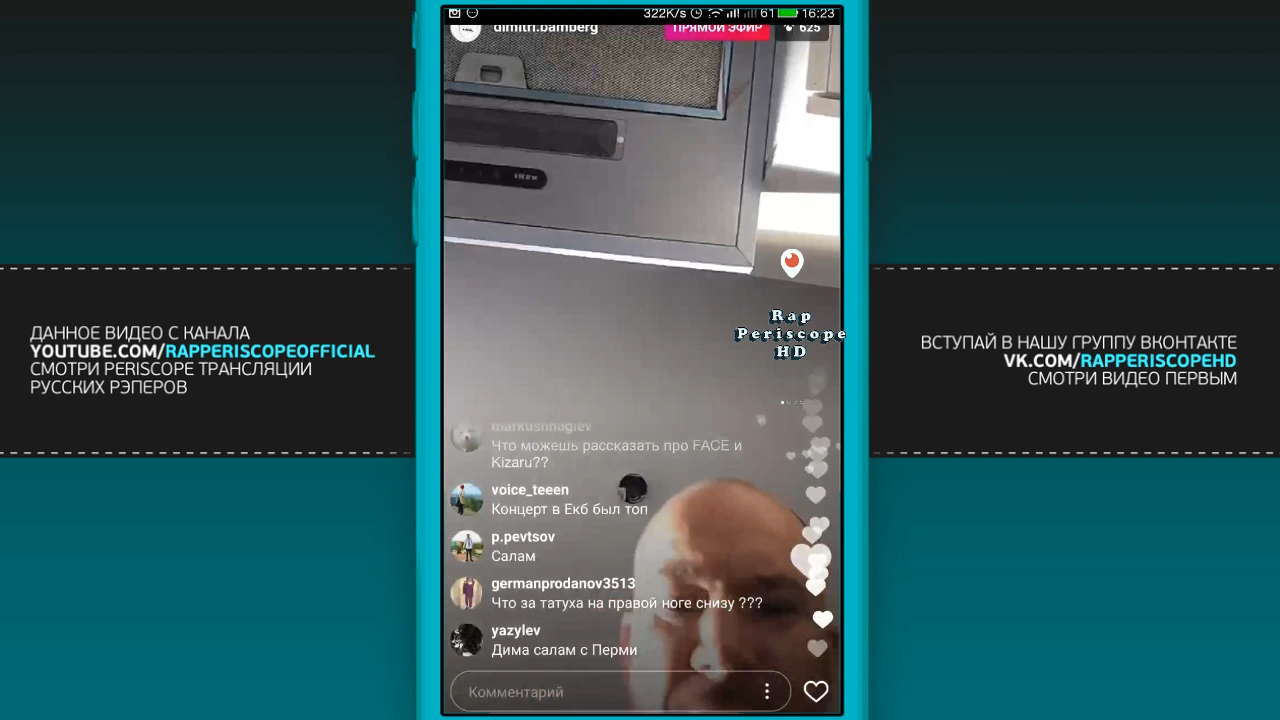 322K/s 61 16:23
dimitri.bamberg ПРЯМОЙ ЭФИР 625
IKEA
Rap
Periscope
HD
ДАННОЕ ВИДЕО С КАНАЛА
YOUTUBE.COM/RAPPERISCOPEOFFICIAL
СМОТРИ PERISCOPE ТРАНСЛЯЦИИ
РУССКИХ РЭПЕРОВ
ВСТУПАЙ В НАШУ ГРУППУ ВКОНТАКТЕ
VK.COM/RAPPERISCOPEHD
СМОТРИ ВИДЕО ПЕРВЫМ
markushnagiev
Что можешь рассказать про FACE и
Kizaru??
voice_teeen
Концерт в Екб был топ
p.pevtsov
Салам
germanprodanov3513
Что за татуха на правой ноге снизу ???
yazylev
Дима салам с Перми
Комментарий